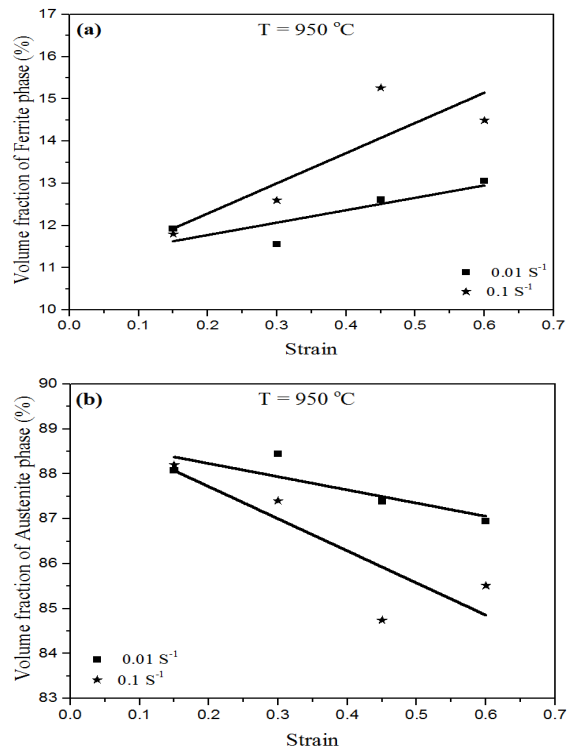 (a)
T = 950 °C
Volume fraction of Ferrite phase (%)
17
16
15
14
13
12
11
10
0.0 0.1 0.2 0.3 0.4 0.5 0.6 0.7
0.01 S⁻¹
0.1 S⁻¹
Strain
(b)
T = 950 °C
Volume fraction of Austenite phase (%)
90
89
88
87
86
85
84
83
0.0 0.1 0.2 0.3 0.4 0.5 0.6 0.7
0.01 S⁻¹
0.1 S⁻¹
Strain